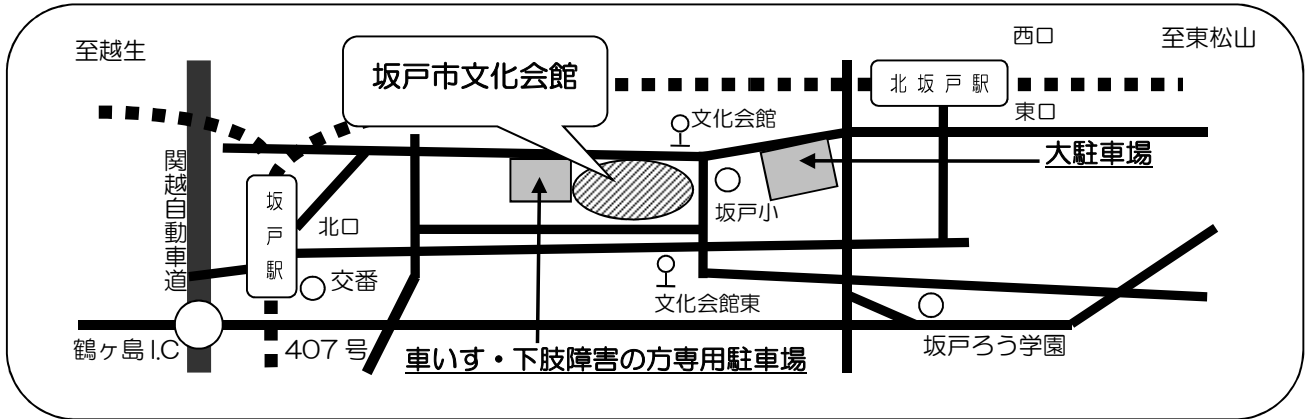 至越生
西口
至東松山
坂戸市文化会館
北坂戸駅
東口
文化会館
大駐車場
関越自動車道
坂戸駅
北口
坂戸小
交番
文化会館東
鶴ヶ島I.C
407号
車いす・下肢障害の方専用駐車場
坂戸ろう学園